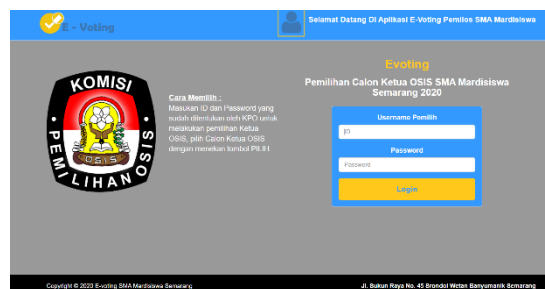 E - Voting
Selamat Datang Di Aplikasi E-Voting Pemilos SMA Mardisiswa
Evoting
Pemilihan Calon Ketua OSIS SMA Mardisiswa
Semarang 2020
KOMISI
PEMILIHAN
OSIS
OSIS
Cara Memilih :
Masukan ID dan Password yang
sudah ditentukan oleh KPO untuk
melakukan pemilihan Ketua
OSIS, pilih Calon Ketua OSIS
dengan menekan tombol PILIH.
Username Pemilih
ID
Password
Password
Login
Copyright © 2020 E-voting SMA Mardisiswa Semarang
Jl. Sukun Raya No. 45 Srondol Wetan Banyumanik Semarang